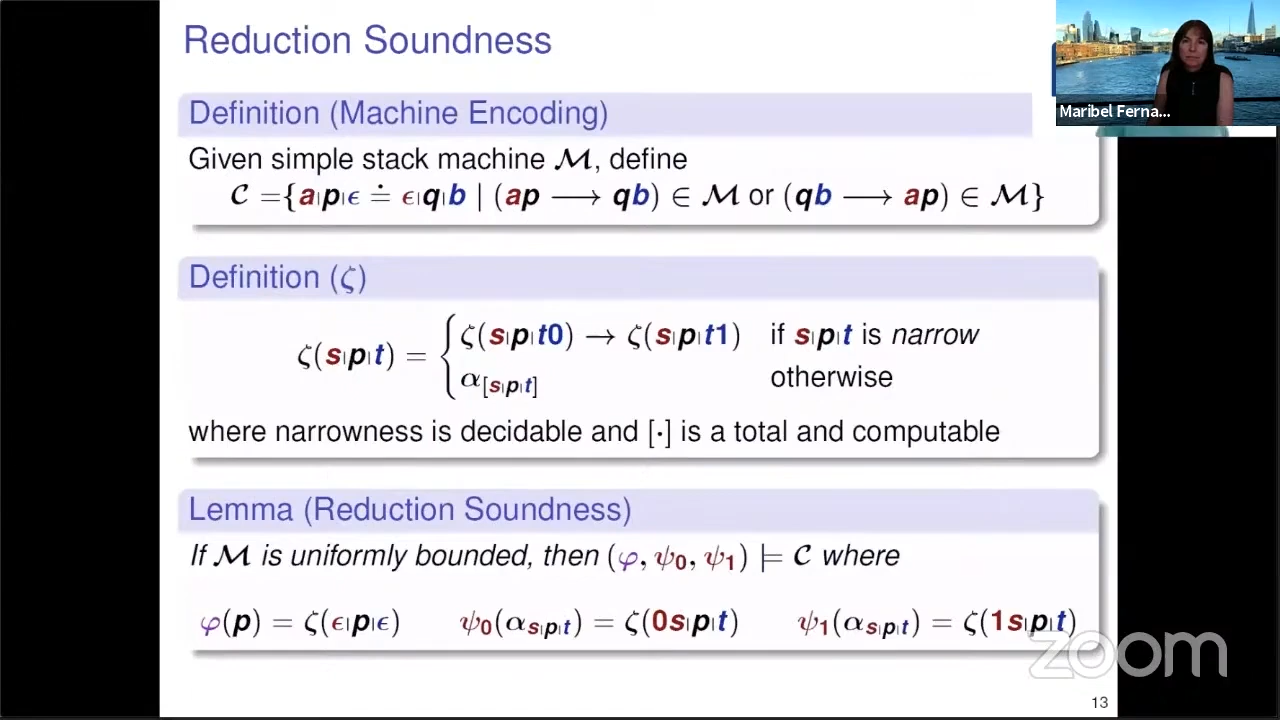 Reduction Soundness
Maribel Ferna...
Definition (Machine Encoding)
Given simple stack machine ℳ, define
𝒞 ={a|p|ϵ ≐ ϵ|q|b | (ap ⟶ qb) ∈ ℳ or (qb ⟶ ap) ∈ ℳ}
Definition (ζ)
ζ(s|p|t) = { ζ(s|p|t0) → ζ(s|p|t1) if s|p|t is narrow
α[s|p|t] otherwise
where narrowness is decidable and [·] is a total and computable
Lemma (Reduction Soundness)
If ℳ is uniformly bounded, then (φ, ψ₀, ψ₁) ⊨ 𝒞 where
φ(p) = ζ(ϵ|p|ϵ) ψ₀(αs|p|t) = ζ(0s|p|t) ψ₁(αs|p|t) = ζ(1s|p|t)
zoom
13